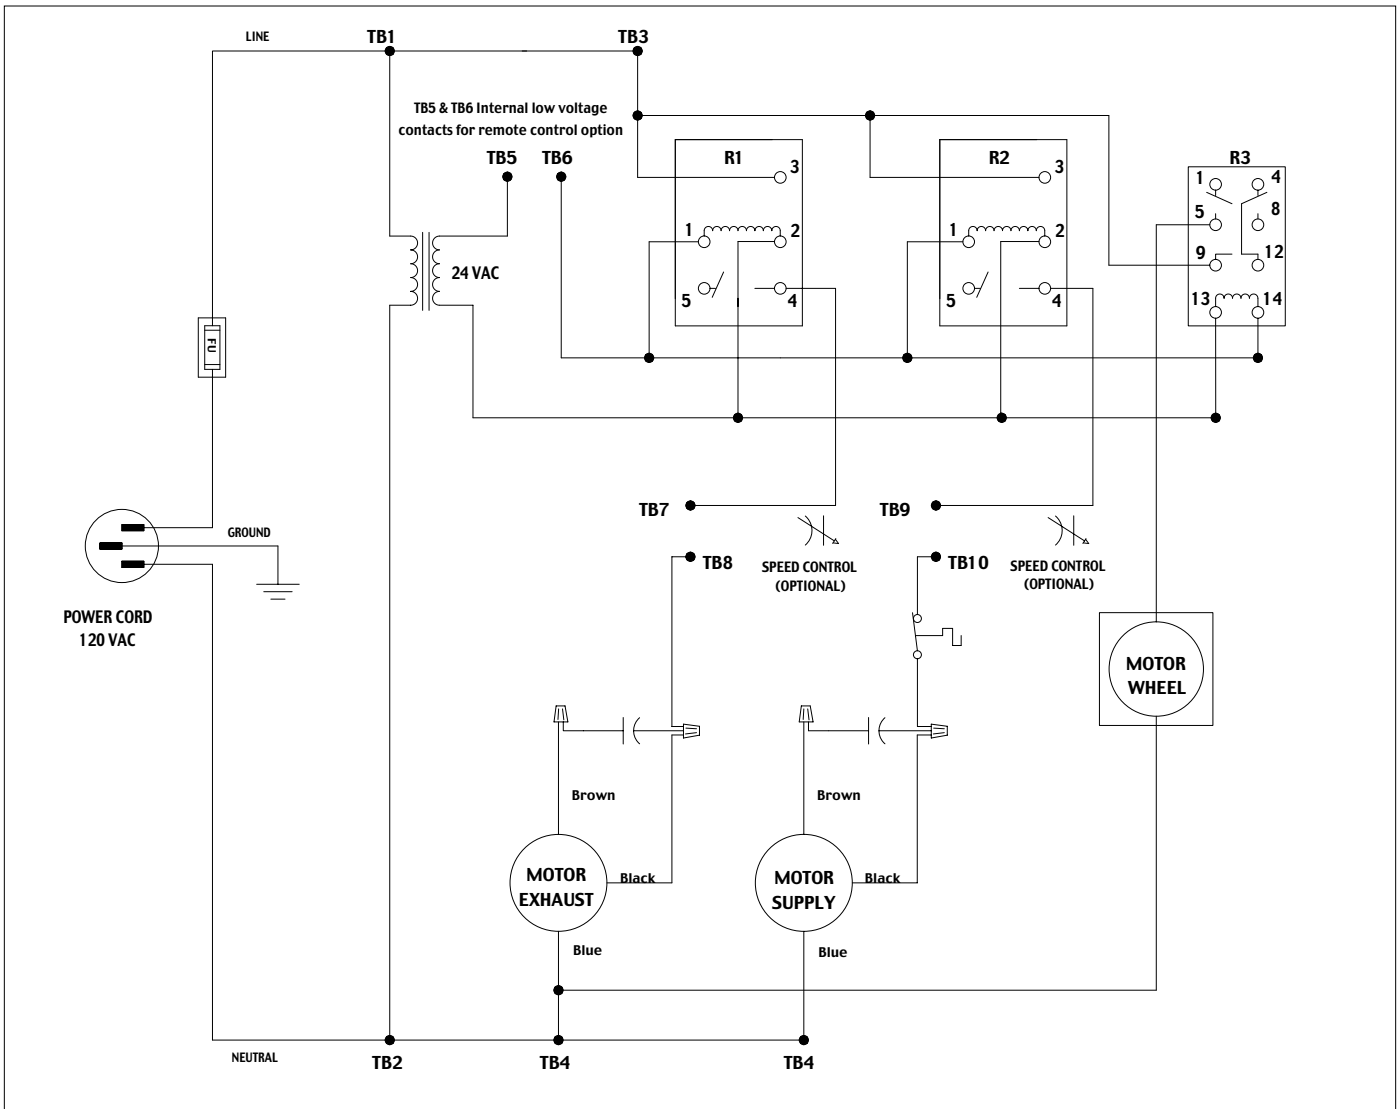 LINE
TB1
TB3
TB5 & TB6 Internal low voltage
contacts for remote control option
TB5
TB6
R1
3
1
2
5
4
R2
3
1
2
5
4
R3
1
4
5
8
9
12
13
14
24 VAC
FU
TB7
TB8
SPEED CONTROL
(OPTIONAL)
TB9
TB10
SPEED CONTROL
(OPTIONAL)
GROUND
POWER CORD
120 VAC
MOTOR
WHEEL
Brown
Brown
MOTOR
EXHAUST
Black
MOTOR
SUPPLY
Black
Blue
Blue
NEUTRAL
TB2
TB4
TB4